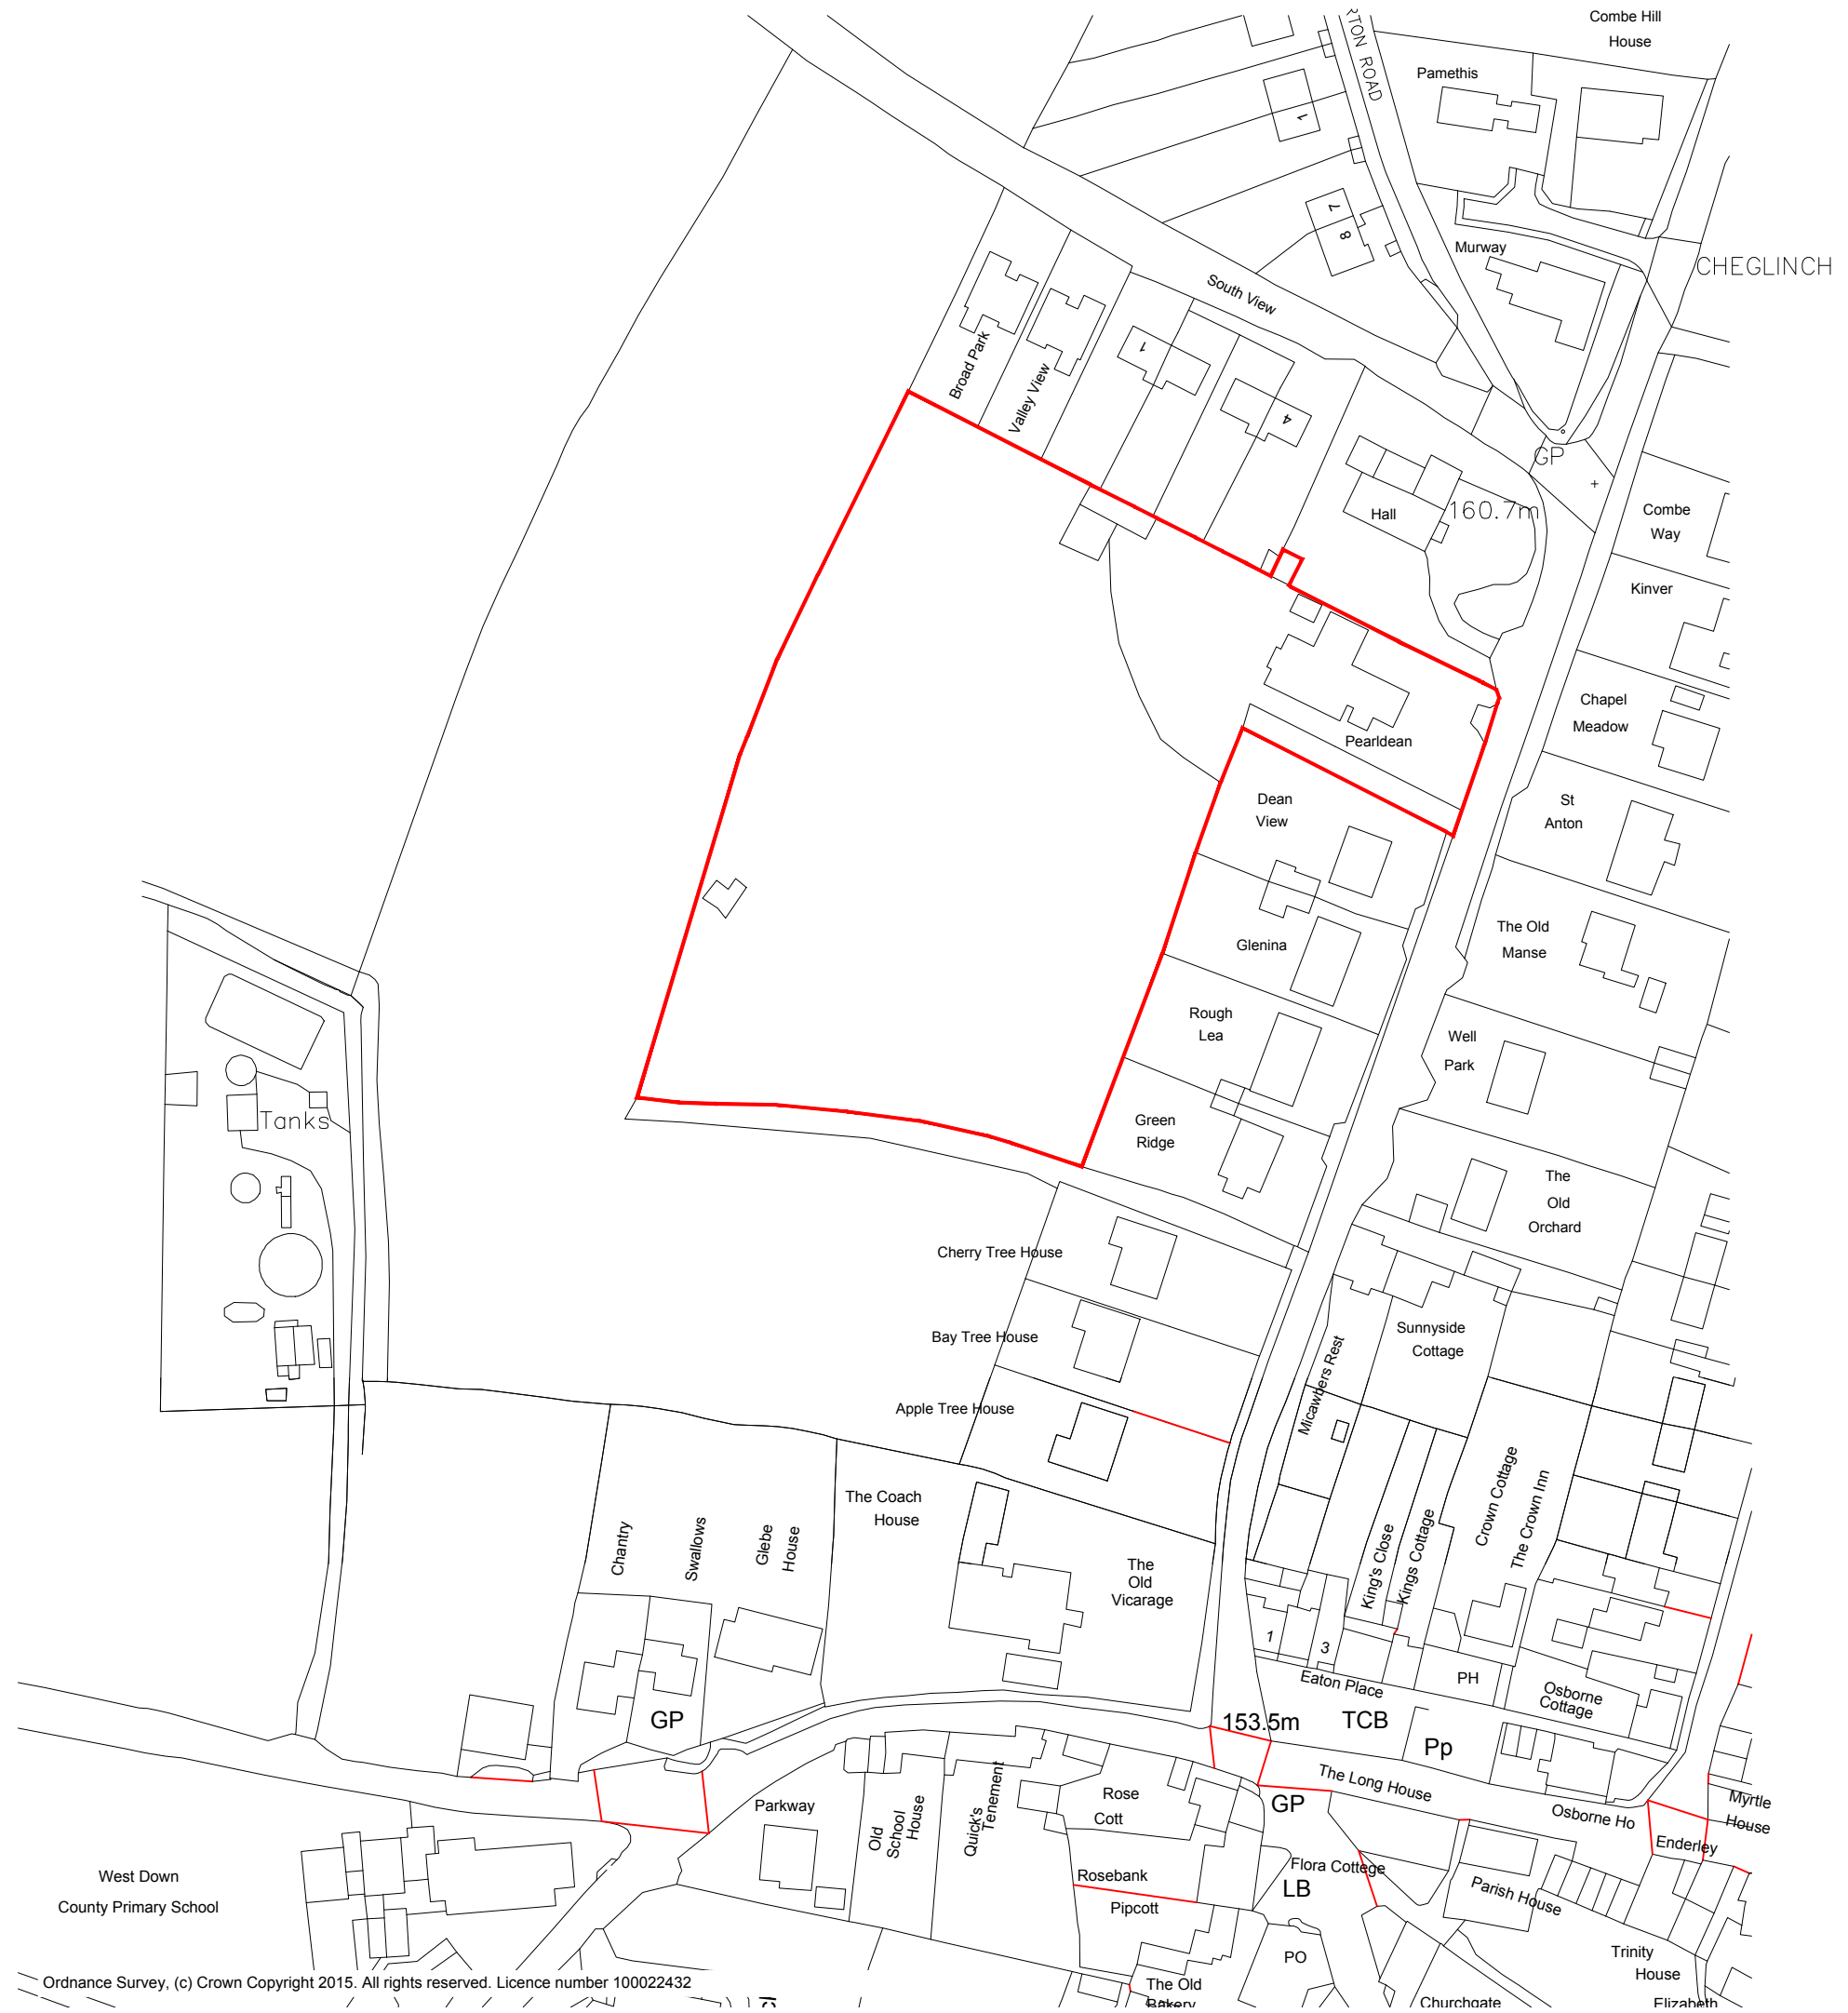 Combe Hill
House
RTON ROAD
Pamethis
1
7
8
Murway
CHEGLINCH
South View
Broad Park
Valley View
1
4
GP
Hall
160.7m
Combe
Way
Kinver
Chapel
Meadow
Pearldean
Dean
View
St
Anton
Glenina
The Old
Manse
Rough
Lea
Well
Park
Tanks
Green
Ridge
The
Old
Orchard
Cherry Tree House
Bay Tree House
Apple Tree House
Sunnyside
Cottage
Micawbers Rest
The Coach
House
Chantry
Swallows
Glebe
House
The
Old
Vicarage
King's Close
Kings Cottage
Crown Cottage
The Crown Inn
1
3
Eaton Place
PH
Osborne
Cottage
GP
153.5m
TCB
Pp
The Long House
Osborne Ho
Myrtle
House
Enderley
Parkway
Old
School
House
Quick's
Tenement
Rose
Cott
GP
Rosebank
Flora Cottege
LB
Parish House
Pipcott
PO
Trinity
House
West Down
County Primary School
The Old
Bakery
Churchgate
Elizabeth
Ordnance Survey, (c) Crown Copyright 2015. All rights reserved. Licence number 100022432